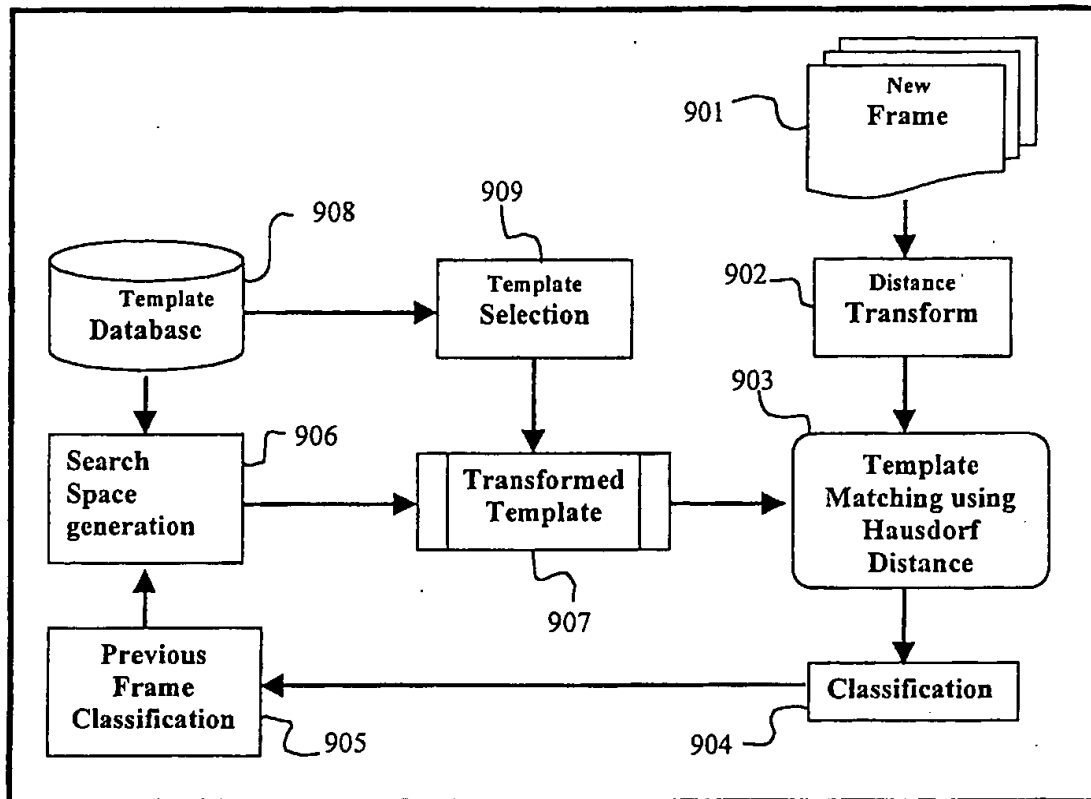 New
Frame
901
909
908
902
Distance
Transform
Template
Database
Template
Selection
903
906
Search
Space
generation
Transformed
Template
Template
Matching using
Hausdorf
Distance
907
Previous
Frame
Classification
905
Classification
904